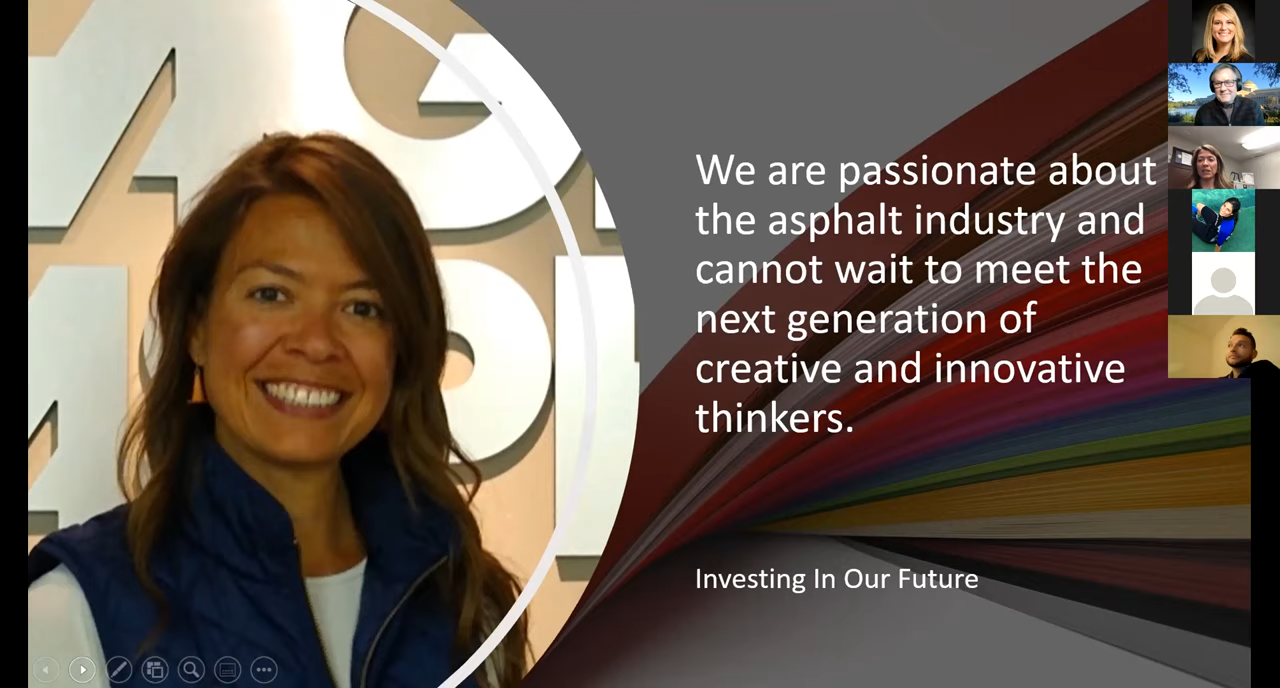 We are passionate about
the asphalt industry and
cannot wait to meet the
next generation of
creative and innovative
thinkers.
Investing In Our Future